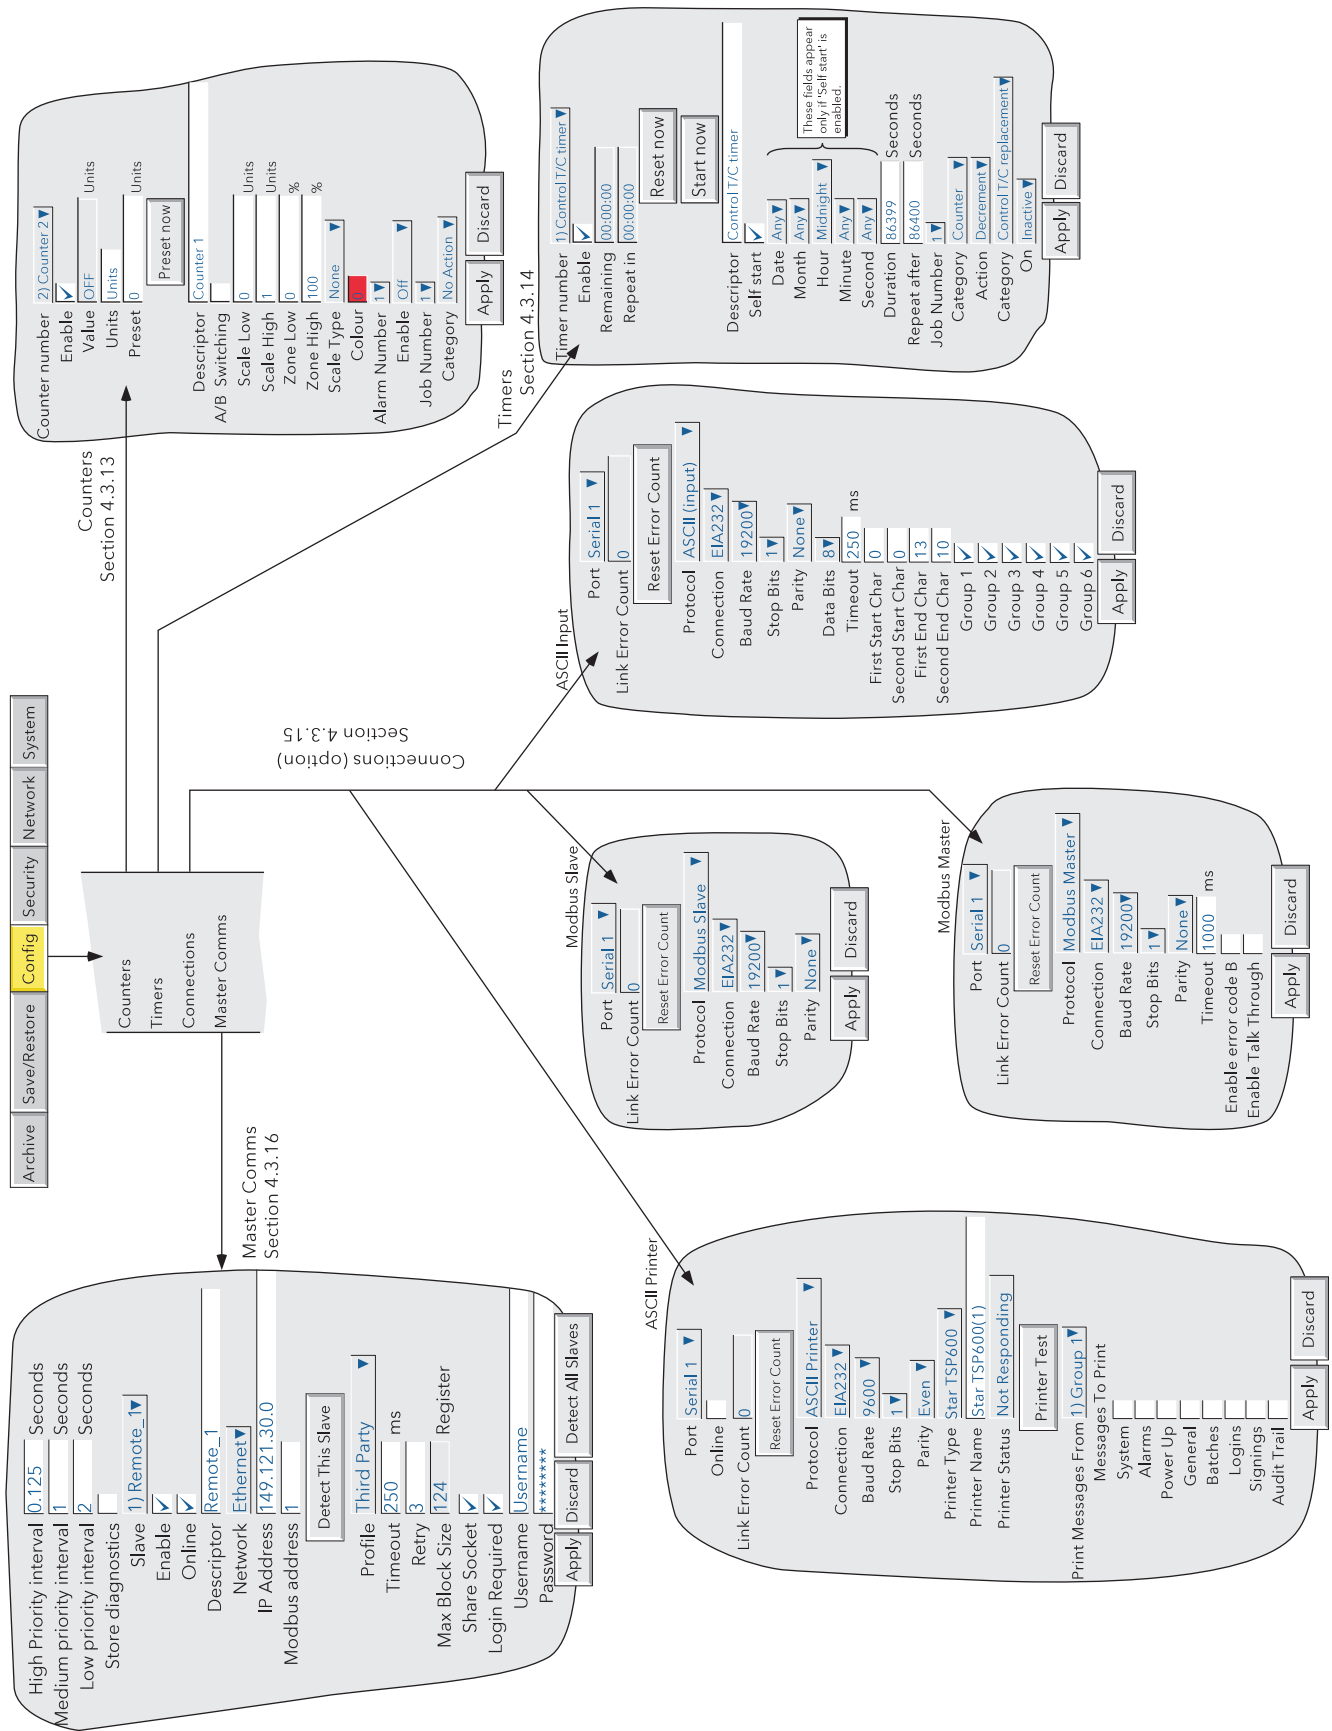 Archive Save/Restore Config Security Network System
Counters
Timers
Connections
Master Comms
Master Comms
Section 4.3.16
High Priority interval 0.125 Seconds
Medium priority interval 1 Seconds
Low priority interval 2 Seconds
Store diagnostics
Slave 1) Remote_1
Enable
Online
Descriptor Remote_1
Network Ethernet
IP Address 149.121.30.0
Modbus address 1
Detect This Slave
Profile Third Party
Timeout 250 ms
Retry 3
Max Block Size 124 Register
Share Socket
Login Required
Username Username
Password ********
Apply Discard Detect All Slaves
Counters
Section 4.3.13
Counter number 2) Counter 2
Enable
Value OFF Units
Units Units
Preset 0 Units
Preset now
Descriptor Counter 1
A/B Switching
Scale Low 0 Units
Scale High 1 Units
Zone Low 0 %
Zone High 100 %
Scale Type None
Colour 0
Alarm Number 1
Enable Off
Job Number 1
Category No Action
Apply Discard
Timers
Section 4.3.14
Timer number 1) Control T/C timer
Enable
Remaining 00:00:00
Repeat in 00:00:00
Reset now
Start now
Descriptor Control T/C timer
Self start
Date Any
Month Any
Hour Midnight
Minute Any
Second Any
These fields appear
only if 'Self start' is
enabled.
Duration 86399 Seconds
Repeat after 86400 Seconds
Job Number 1
Category Counter
Action Decrement
Category Control T/C replacement
On Inactive
Apply Discard
Connections (option)
Section 4.3.15
ASCII Input
Port Serial 1
Link Error Count 0
Reset Error Count
Protocol ASCII (input)
Connection EIA232
Baud Rate 19200
Stop Bits 1
Parity None
Data Bits 8
Timeout 250 ms
First Start Char 0
Second Start Char 0
First End Char 13
Second End Char 10
Group 1
Group 2
Group 3
Group 4
Group 5
Group 6
Apply Discard
Modbus Slave
Port Serial 1
Link Error Count 0
Reset Error Count
Protocol Modbus Slave
Connection EIA232
Baud Rate 19200
Stop Bits 1
Parity None
Apply Discard
Modbus Master
Port Serial 1
Link Error Count 0
Reset Error Count
Protocol Modbus Master
Connection EIA232
Baud Rate 19200
Stop Bits 1
Parity None
Timeout 1000 ms
Enable error code B
Enable Talk Through
Apply Discard
ASCII Printer
Port Serial 1
Online
Link Error Count 0
Reset Error Count
Protocol ASCII Printer
Connection EIA232
Baud Rate 9600
Stop Bits 1
Parity Even
Printer Type Star TSP600
Printer Name Star TSP600(1)
Printer Status Not Responding
Printer Test
Print Messages From 1) Group 1
Messages To Print
System
Alarms
Power Up
General
Batches
Logins
Signings
Audit Trail
Apply Discard